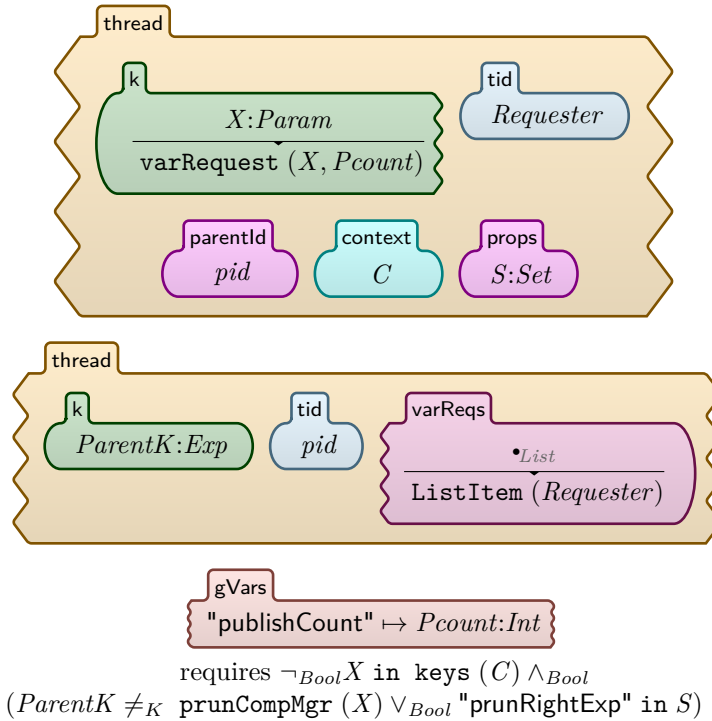 thread
k
tid
X:Param
Requester
varRequest (X, Pcount)
parentId
context
props
pid
C
S:Set
thread
k
tid
varReqs
ParentK:Exp
pid
•List
ListItem (Requester)
gVars
"publishCount" ↦ Pcount:Int
requires ¬Bool X in keys (C) ∧Bool
(ParentK ≠K prunCompMgr (X) ∨Bool "prunRightExp" in S)